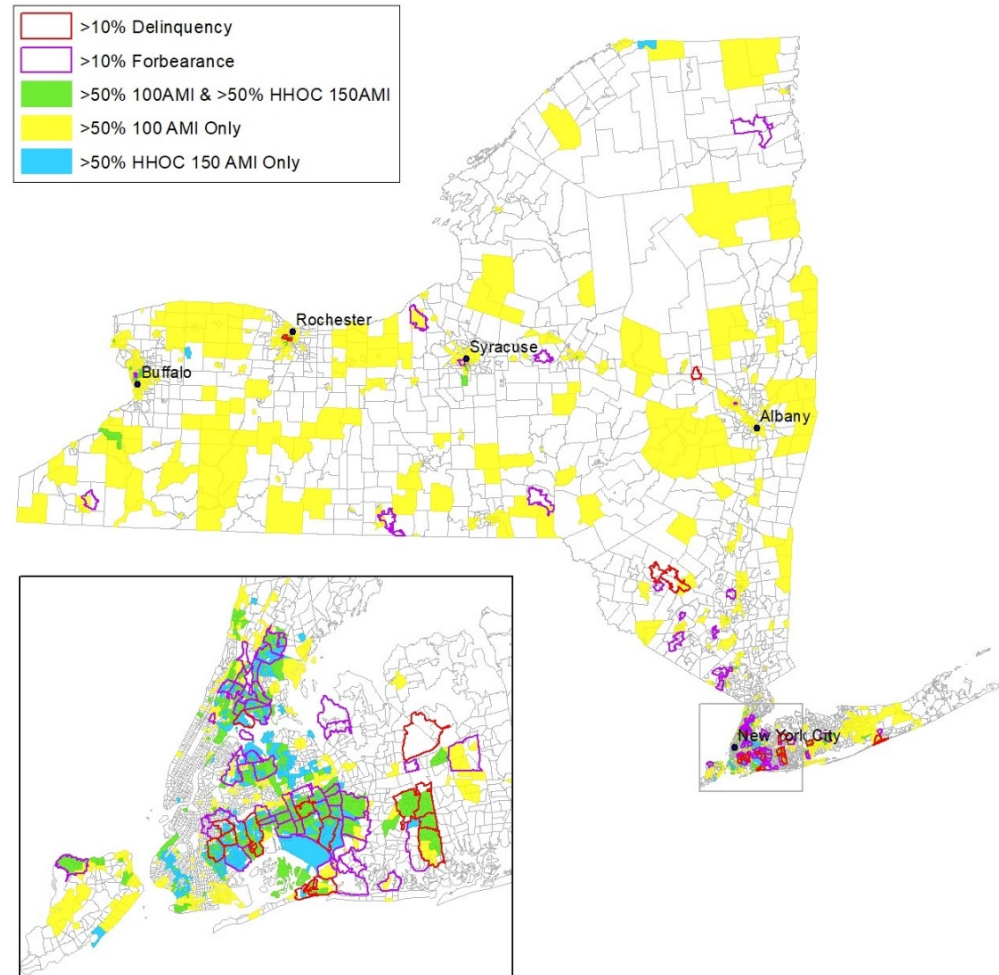 >10% Delinquency
>10% Forbearance
>50% 100AMI & >50% HHOC 150AMI
>50% 100 AMI Only
>50% HHOC 150 AMI Only
Rochester
Syracuse
Buffalo
Albany
New York City